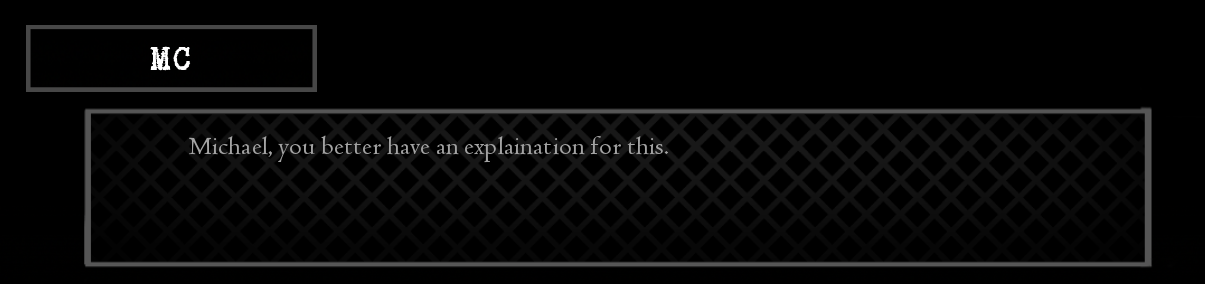 MC
Michael, you better have an explaination for this.